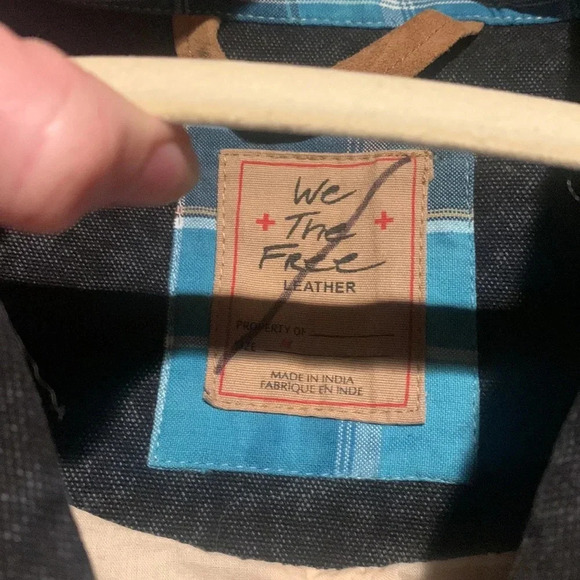 We
+ The +
Free
LEATHER
PROPERTY OF
SIZE
MADE IN INDIA
FABRIQUE EN INDE